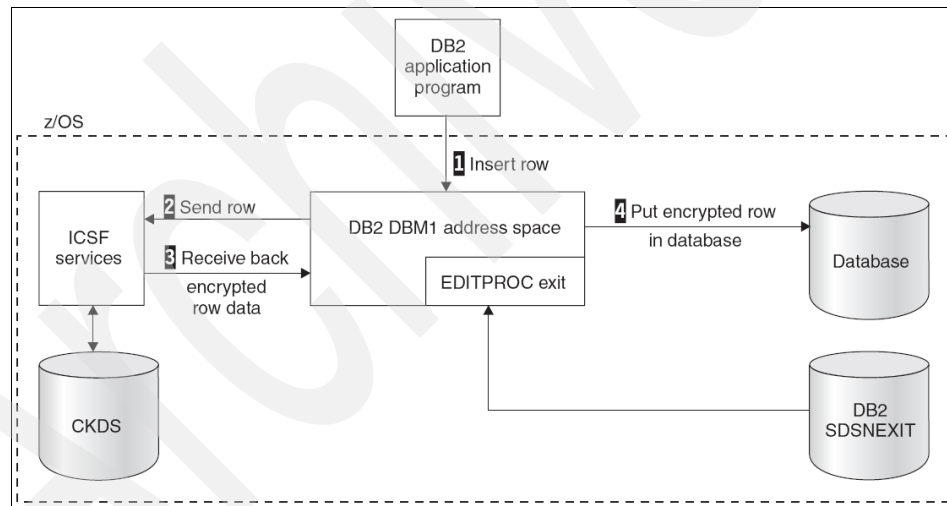 DB2
application
program
z/OS
1 Insert row
2 Send row
ICSF
services
3 Receive back
encrypted
row data
DB2 DBM1 address space
EDITPROC exit
4 Put encrypted row
in database
Database
CKDS
DB2
SDSNEXIT